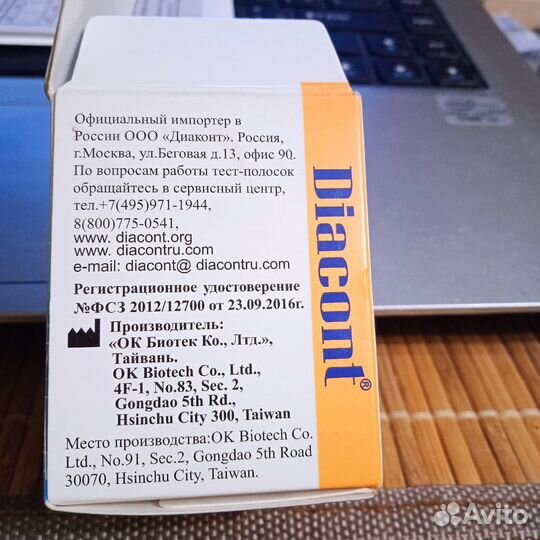 Официальный импортер в
России ООО «Диаконт». Россия,
г.Москва, ул.Беговая д.13, офис 90.
По вопросам работы тест-полосок
обращайтесь в сервисный центр,
тел.+7(495)971-1944,
8(800)775-0541,
www. diacont.org
www. diacontru.com
e-mail: diacont@ diacontru.com
Регистрационное удостоверение
№ФСЗ 2012/12700 от 23.09.2016г.
Производитель:
«ОК Биотек Ко., Лтд.»,
Тайвань.
OK Biotech Co., Ltd.,
4F-1, No.83, Sec. 2,
Gongdao 5th Rd.,
Hsinchu City 300, Taiwan
Место производства:OK Biotech Co.
Ltd., No.91, Sec.2, Gongdao 5th Road
30070, Hsinchu City, Taiwan.
Diacont®
Avito